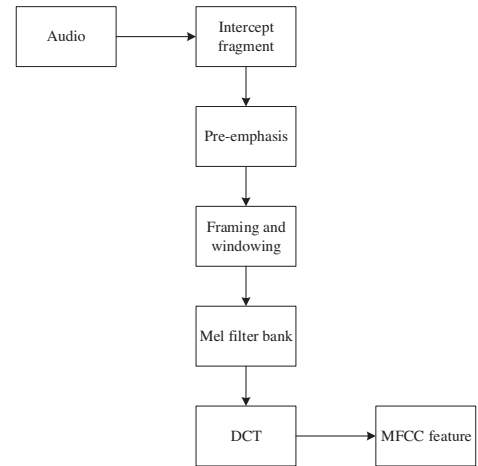 Audio
Intercept
fragment
Pre-emphasis
Framing and
windowing
Mel filter bank
DCT
MFCC feature